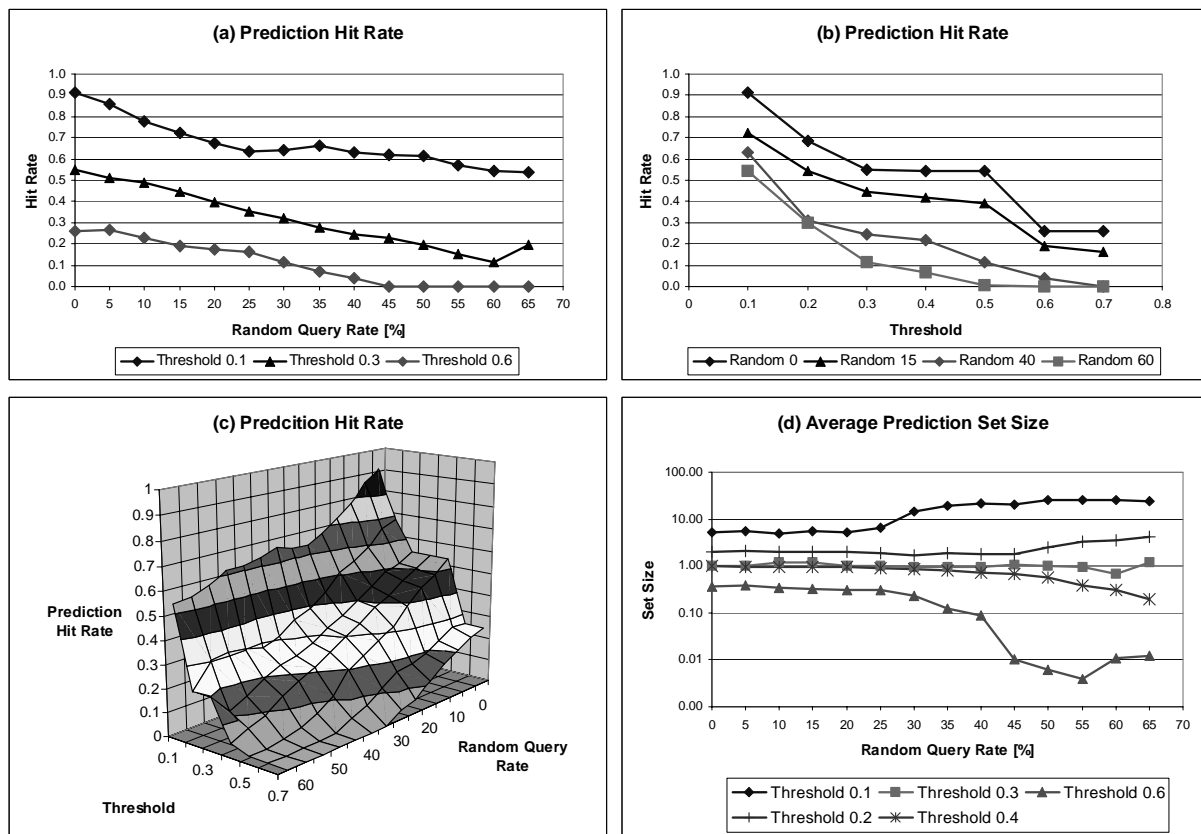 (a) Prediction Hit Rate
1.0
0.9
0.8
0.7
0.6
0.5
0.4
0.3
0.2
0.1
0.0
Hit Rate
0 5 10 15 20 25 30 35 40 45 50 55 60 65 70
Random Query Rate [%]
Threshold 0.1 Threshold 0.3 Threshold 0.6
(b) Prediction Hit Rate
1.0
0.9
0.8
0.7
0.6
0.5
0.4
0.3
0.2
0.1
0.0
Hit Rate
0 0.1 0.2 0.3 0.4 0.5 0.6 0.7 0.8
Threshold
Random 0 Random 15 Random 40 Random 60
(c) Predcition Hit Rate
1
0.9
0.8
0.7
0.6
0.5
0.4
0.3
0.2
0.1
0
Prediction
Hit Rate
0.1
0.3
0.5
0.7
Threshold
60
50
40
30
20
10
0
Random Query
Rate
(d) Average Prediction Set Size
100.00
10.00
1.00
0.10
0.01
0.00
Set Size
0 5 10 15 20 25 30 35 40 45 50 55 60 65 70
Random Query Rate [%]
Threshold 0.1 Threshold 0.3 Threshold 0.6
Threshold 0.2 Threshold 0.4